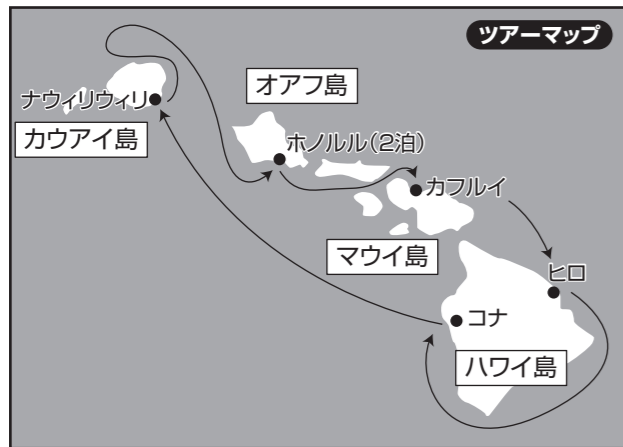 ツアーマップ
オアフ島
ナウィリウィリ
カウアイ島
ホノルル（2泊）
カフルイ
マウイ島
ヒロ
コナ
ハワイ島